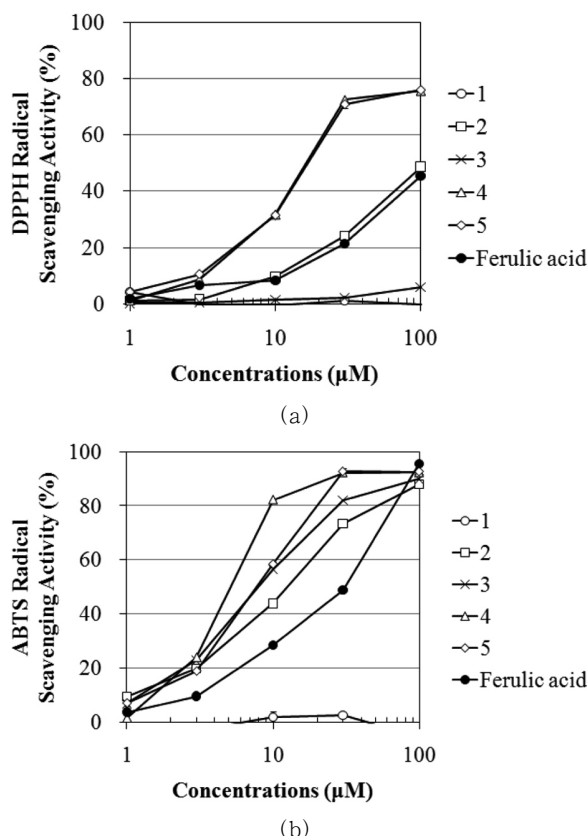 100
80
60
40
20
0
DPPH Radical
Scavenging Activity (%)
1
10
100
Concentrations (µM)
1
2
3
4
5
Ferulic acid
(a)
100
80
60
40
20
0
ABTS Radical
Scavenging Activity (%)
1
10
100
Concentrations (µM)
1
2
3
4
5
Ferulic acid
(b)